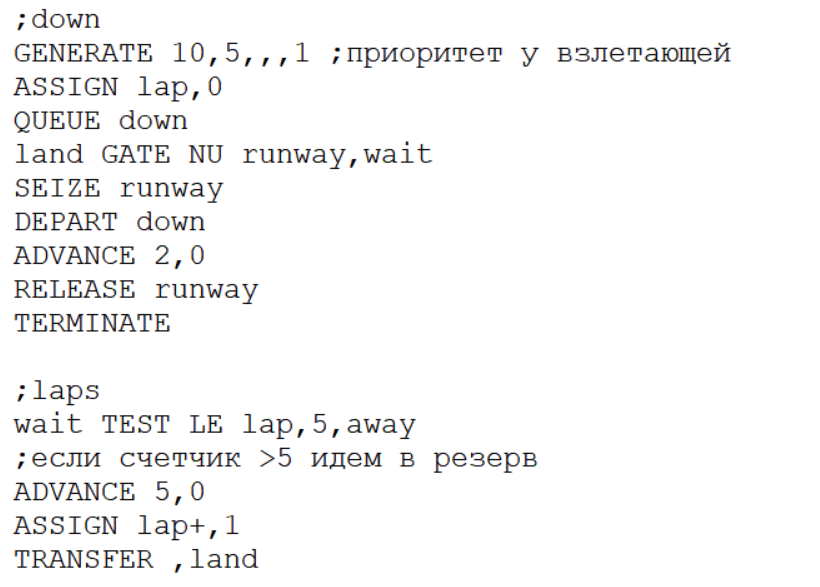 ;down
GENERATE 10,5,,,1 ;приоритет у взлетающей
ASSIGN lap,0
QUEUE down
land GATE NU runway,wait
SEIZE runway
DEPART down
ADVANCE 2,0
RELEASE runway
TERMINATE
;laps
wait TEST LE lap,5,away
;если счетчик >5 идем в резерв
ADVANCE 5,0
ASSIGN lap+,1
TRANSFER ,land